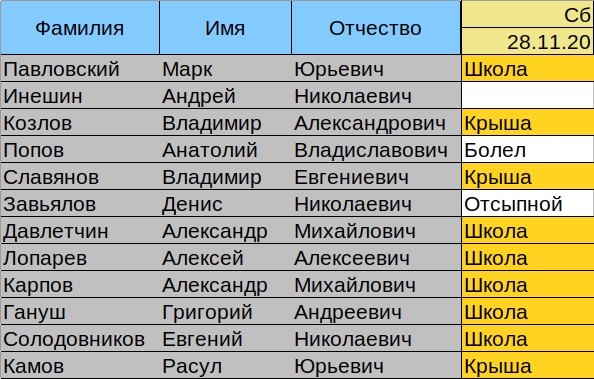 Фамилия Имя Отчество Сб
28.11.20
Павловский Марк Юрьевич Школа
Инешин Андрей Николаевич
Козлов Владимир Александрович Крыша
Попов Анатолий Владиславович Болел
Славянов Владимир Евгениевич Крыша
Завьялов Денис Николаевич Отсыпной
Давлетчин Александр Михайлович Школа
Лопарев Алексей Алексеевич Школа
Карпов Александр Михайлович Школа
Гануш Григорий Андреевич Школа
Солодовников Евгений Николаевич Школа
Камов Расул Юрьевич Крыша